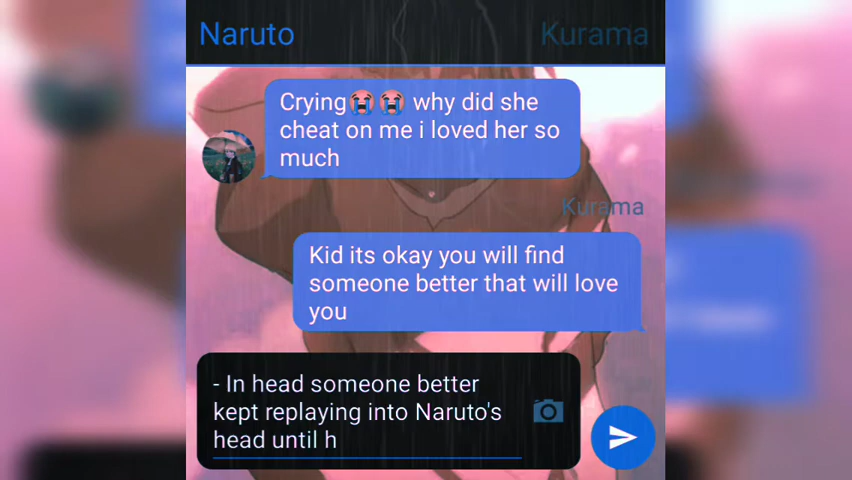 Naruto
Kurama
Crying😭😭 why did she
cheat on me i loved her so
much
Kurama
Kid its okay you will find
someone better that will love
you
- In head someone better
kept replaying into Naruto's
head until h